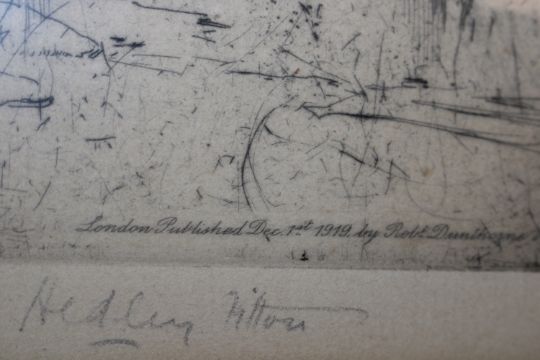 London Published Dec. 1st 1919, by Robt. Dunthorne
Hedley Fitton